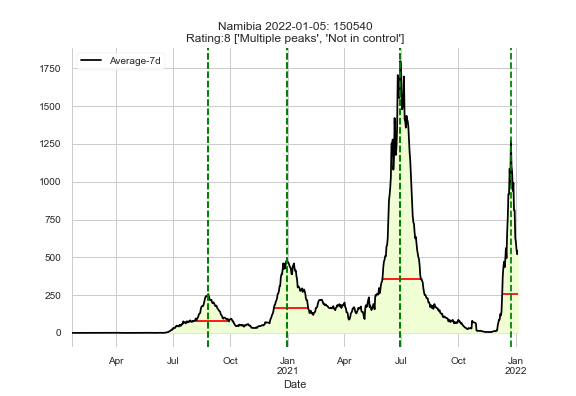 Namibia 2022-01-05: 150540
Rating:8 ['Multiple peaks', 'Not in control']
Average-7d
1750
1500
1250
1000
750
500
250
0
Apr Jul Oct Jan Apr Jul Oct Jan
2021 2022
Date